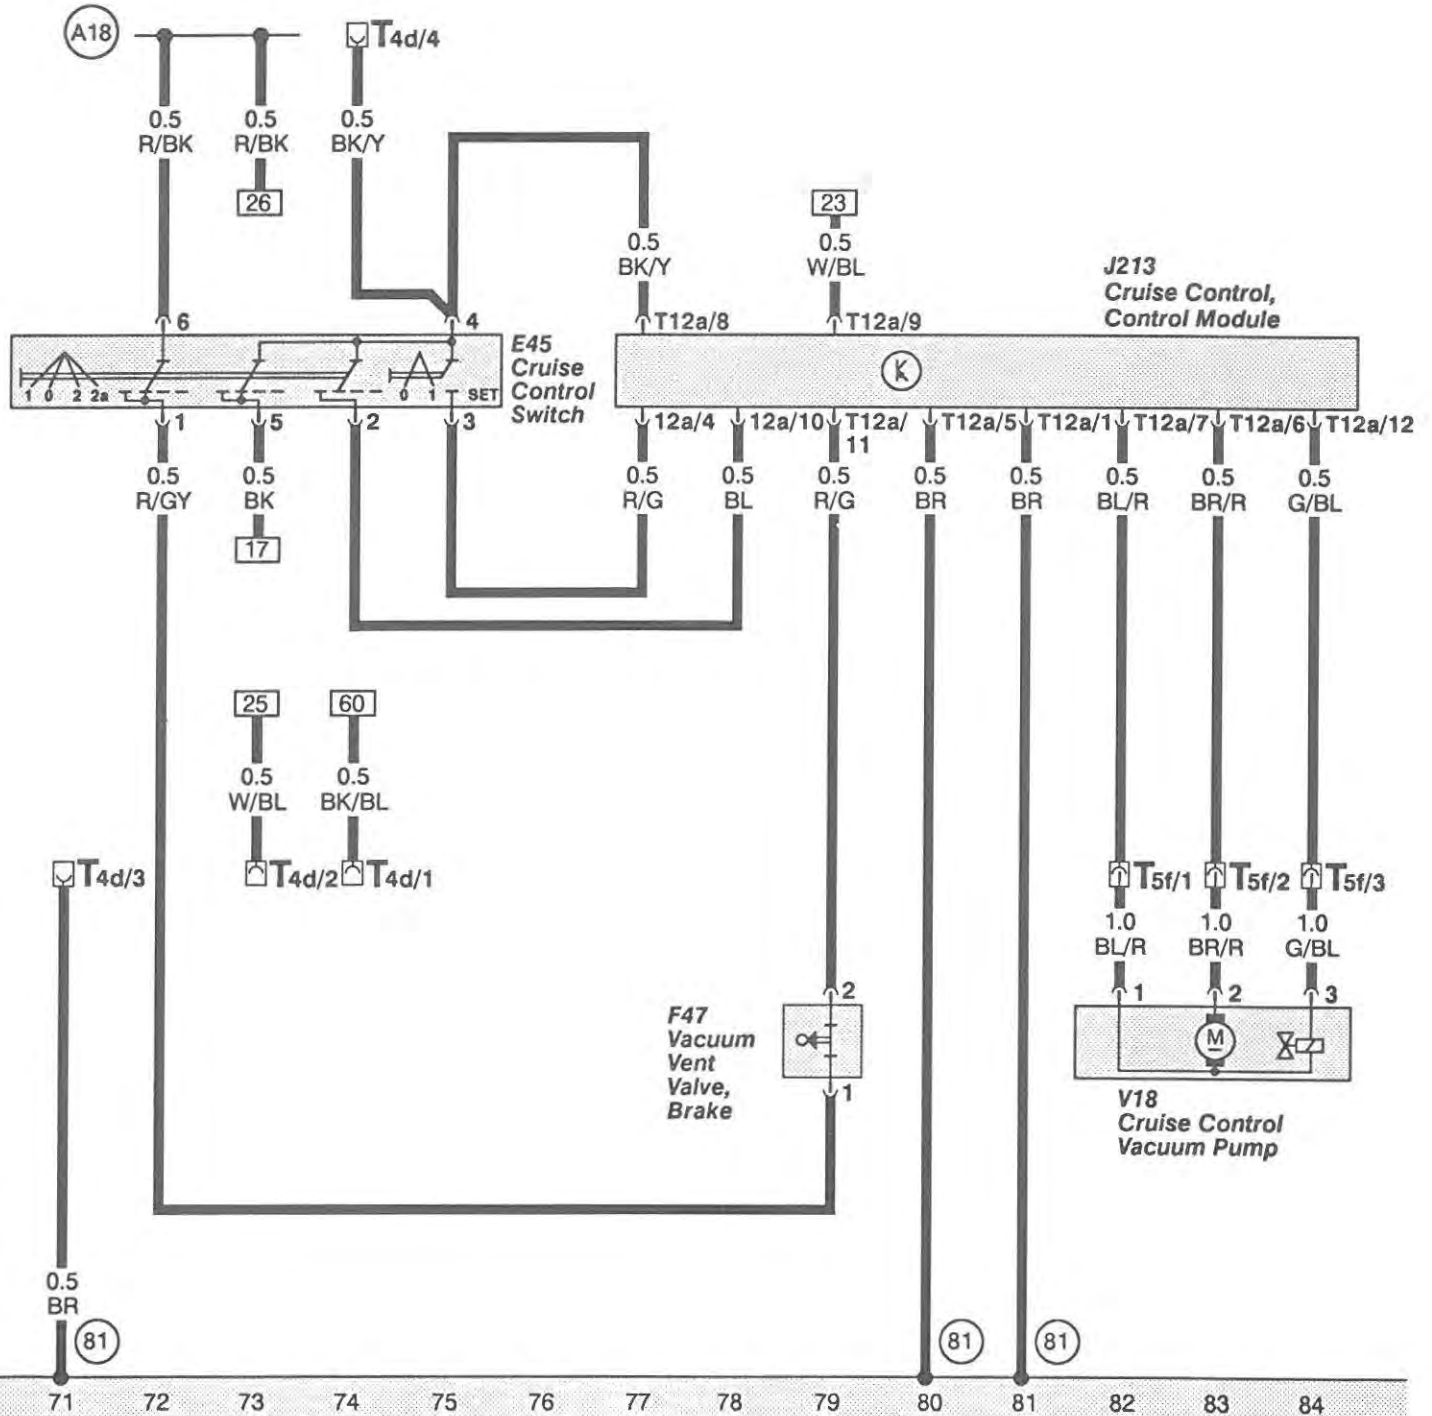 A18
T4d/4
0.5 0.5 0.5
R/BK R/BK BK/Y
26
23
0.5 0.5
BK/Y W/BL
J213
Cruise Control,
Control Module
6 4 T12a/8 T12a/9
E45
Cruise
Control
Switch
1 0 2 2a 0 1 SET
1 5 2 3 12a/4 12a/10 T12a/11 T12a/5 T12a/1 T12a/7 T12a/6 T12a/12
0.5 0.5 0.5 0.5 0.5 0.5 0.5 0.5 0.5 0.5
R/GY BK R/G BL R/G BR BR BL/R BR/R G/BL
17
25 60
0.5 0.5
W/BL BK/BL
T4d/3 T4d/2 T4d/1 T5f/1 T5f/2 T5f/3
1.0 1.0 1.0
BL/R BR/R G/BL
2 1 2 3
F47
Vacuum
Vent
Valve,
Brake
M
1
V18
Cruise Control
Vacuum Pump
0.5
BR
81 81 81
71 72 73 74 75 76 77 78 79 80 81 82 83 84